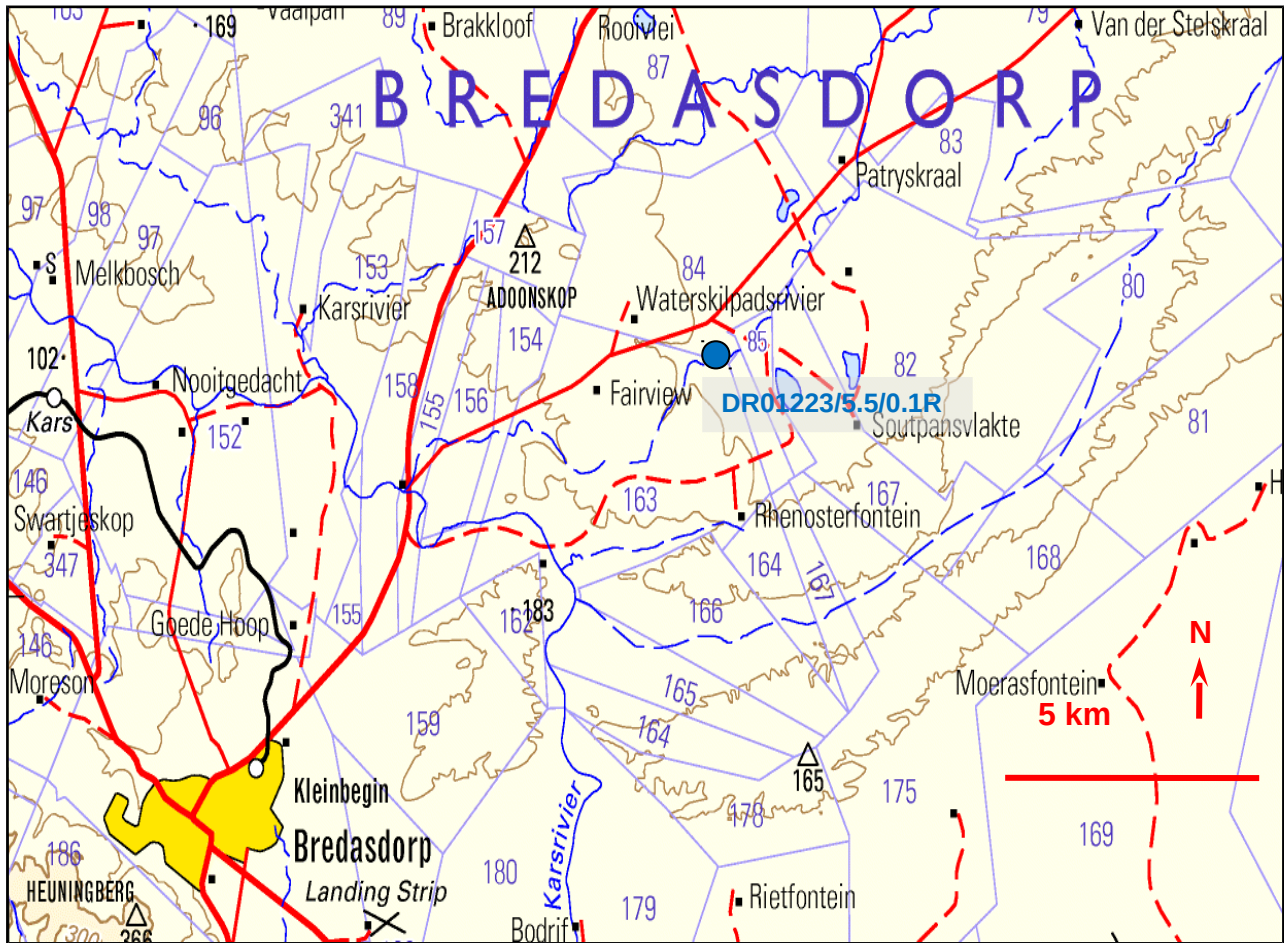 Vaalpan
89
Brakkloof
Rooivlei
79
Van der Stelskraal
169
87
BREDASDORP
96
341
83
Patryskraal
97
98
97
157
S
Melkbosch
153
212
ADOONSKOP
84
80
Karsrivier
Waterskilpadsrivier
154
85
102
82
Nooitgedacht
158
155
156
Fairview
DR01223/5.5/0.1R
81
Kars
152
Soutpansvlakte
146
163
167
H
Swartjeskop
Rhenosterfontein
347
164
167
168
183
162
166
155
Goede Hoop
146
N
Moreson
165
Moerasfontein
5 km
159
164
165
Kleinbegin
175
178
169
Bredasdorp
186
Karsrivier
180
HEUNINGBERG
Landing Strip
179
Rietfontein
300
366
Bodrif